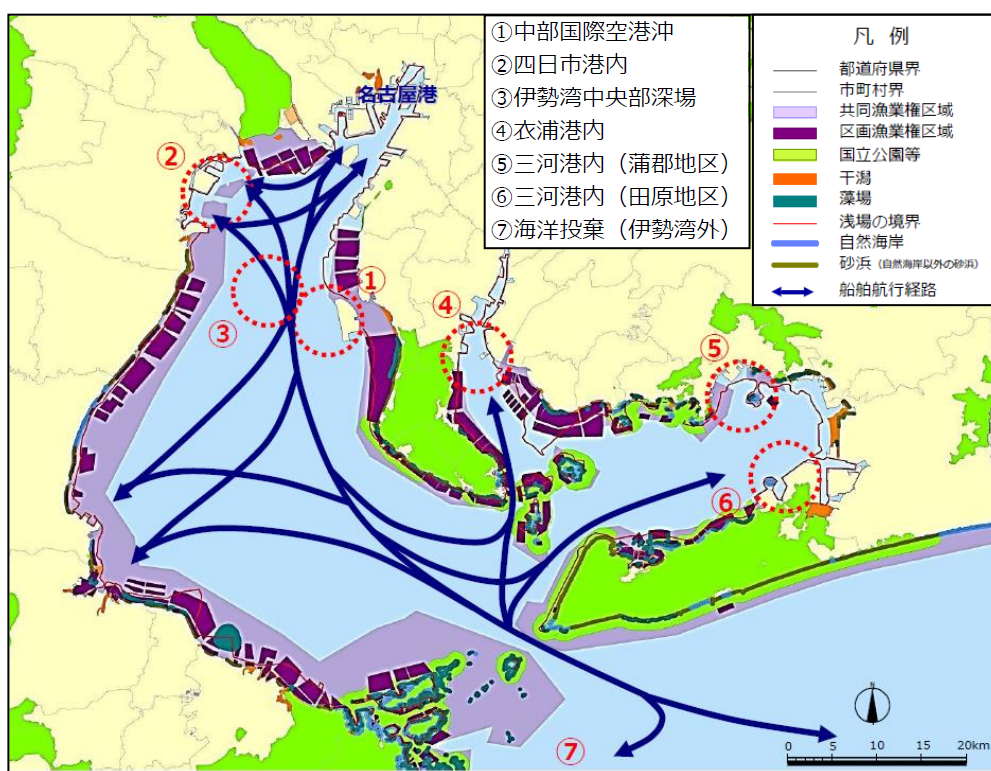 ①中部国際空港沖
②四日市港内
③伊勢湾中央部深場
④衣浦港内
⑤三河港内（蒲郡地区）
⑥三河港内（田原地区）
⑦海洋投棄（伊勢湾外）
凡 例
都道府県界
市町村界
共同漁業権区域
区画漁業権区域
国立公園等
干潟
藻場
浅場の境界
自然海岸
砂浜（自然海岸以外の砂浜）
船舶航行経路
名古屋港
②
①
③
④
⑤
⑥
⑦
N
0 5 10 15 20km